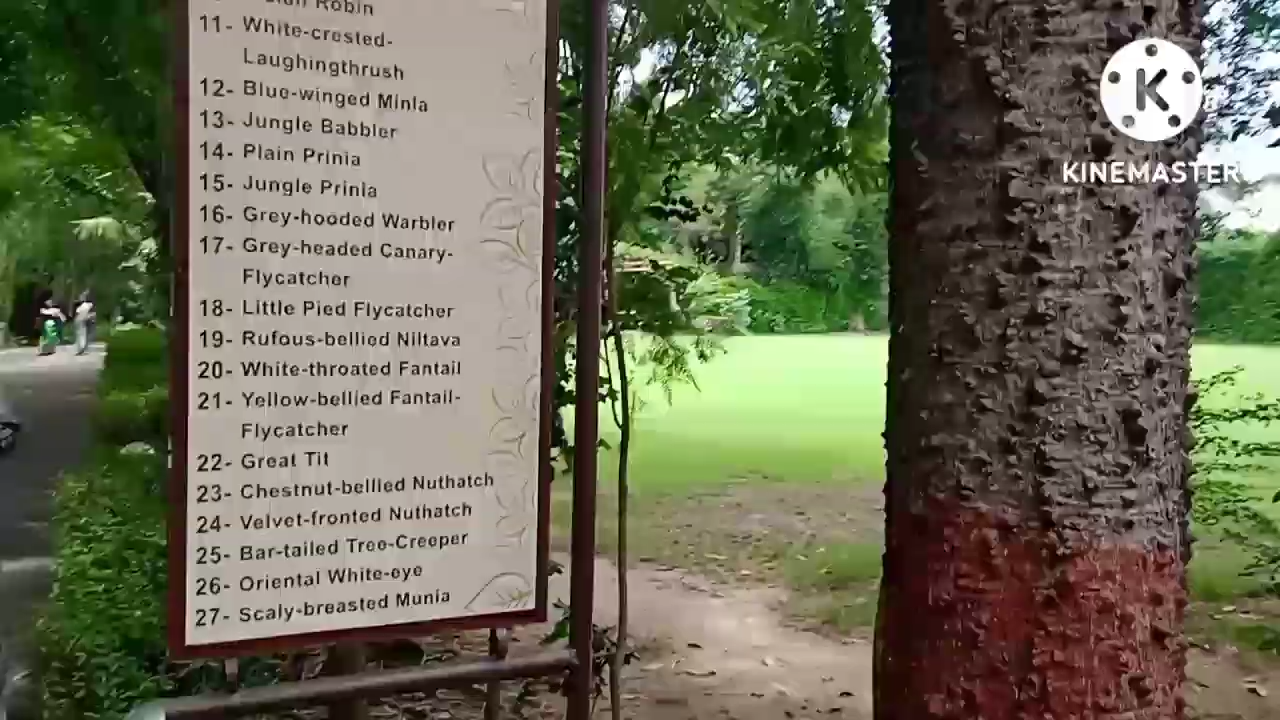 Robin
11- White-crested-
Laughingthrush
12- Blue-winged Minla
13- Jungle Babbler
14- Plain Prinia
15- Jungle Prinia
16- Grey-hooded Warbler
17- Grey-headed Canary-
Flycatcher
18- Little Pied Flycatcher
19- Rufous-bellied Niltava
20- White-throated Fantail
21- Yellow-bellied Fantail-
Flycatcher
22- Great Tit
23- Chestnut-bellied Nuthatch
24- Velvet-fronted Nuthatch
25- Bar-tailed Tree-Creeper
26- Oriental White-eye
27- Scaly-breasted Munia
K
KINEMASTER